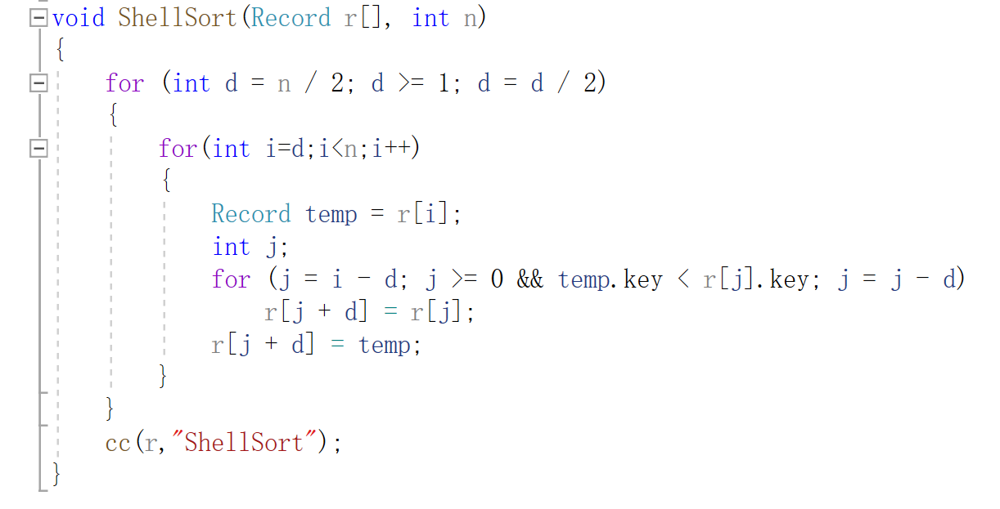 void ShellSort(Record r[], int n)
{
for (int d = n / 2; d >= 1; d = d / 2)
{
for(int i=d;i<n;i++)
{
Record temp = r[i];
int j;
for (j = i - d; j >= 0 && temp.key < r[j].key; j = j - d)
r[j + d] = r[j];
r[j + d] = temp;
}
}
cc(r,"ShellSort");
}